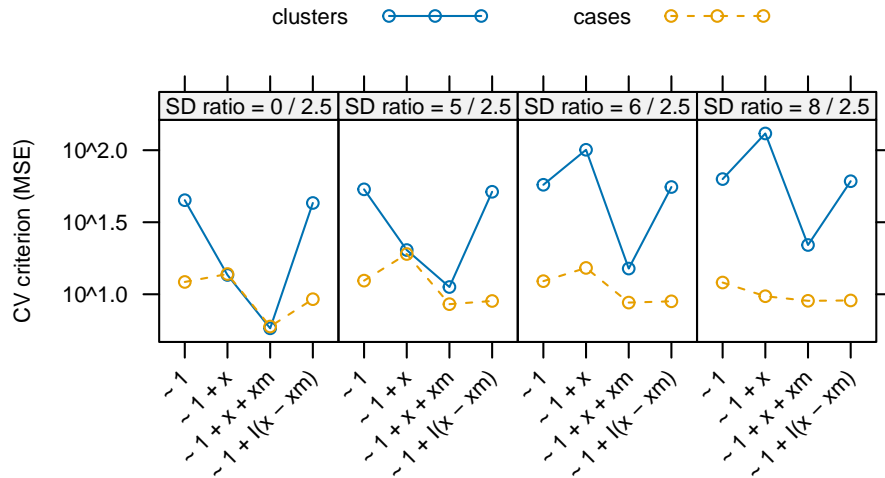 clusters cases
SD ratio = 0 / 2.5 SD ratio = 5 / 2.5 SD ratio = 6 / 2.5 SD ratio = 8 / 2.5
CV criterion (MSE)
10^2.0
10^1.5
10^1.0
~ 1 ~ 1 + x ~ 1 + x + xm ~ 1 + I(x − xm) ~ 1 ~ 1 + x ~ 1 + x + xm ~ 1 + I(x − xm) ~ 1 ~ 1 + x ~ 1 + x + xm ~ 1 + I(x − xm) ~ 1 ~ 1 + x ~ 1 + x + xm ~ 1 + I(x − xm)